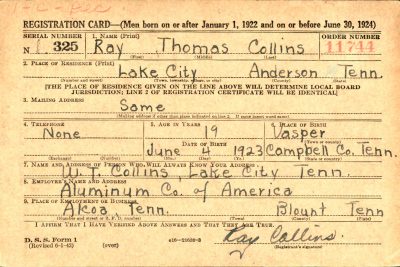 REGISTRATION CARD—(Men born on or after January 1, 1922 and on or before June 30, 1924)
SERIAL NUMBER 1. NAME (Print) ORDER NUMBER
N 325 Ray Thomas Collins 11744
(First) (Middle) (Last)
2. PLACE OF RESIDENCE (Print)
Lake City Anderson Tenn.
(Number and street) (Town, township, village, or city) (County) (State)
[THE PLACE OF RESIDENCE GIVEN ON THE LINE ABOVE WILL DETERMINE LOCAL BOARD
JURISDICTION; LINE 2 OF REGISTRATION CERTIFICATE WILL BE IDENTICAL]
3. MAILING ADDRESS
Same
(Mailing address if other than place indicated on line 2. If same insert word same)
4. TELEPHONE 5. AGE IN YEARS 6. PLACE OF BIRTH
None 19 Vasper
DATE OF BIRTH (Town or county)
June 4 1923 Campbell Co. Tenn.
(Exchange) (Number) (Mo.) (Day) (Yr.) (State or country)
7. NAME AND ADDRESS OF PERSON WHO WILL ALWAYS KNOW YOUR ADDRESS
W. T. Collins, Lake City Tenn.
8. EMPLOYER'S NAME AND ADDRESS
Aluminum Co. of America
9. PLACE OF EMPLOYMENT OR BUSINESS
Alcoa Tenn. Blount Tenn
(Number and street or R. F. D. number) (Town) (County) (State)
I AFFIRM THAT I HAVE VERIFIED ABOVE ANSWERS AND THAT THEY ARE TRUE.
D. S. S. Form 1
(Revised 6-1-42) (over) Ray Collins
(Registrant's signature)